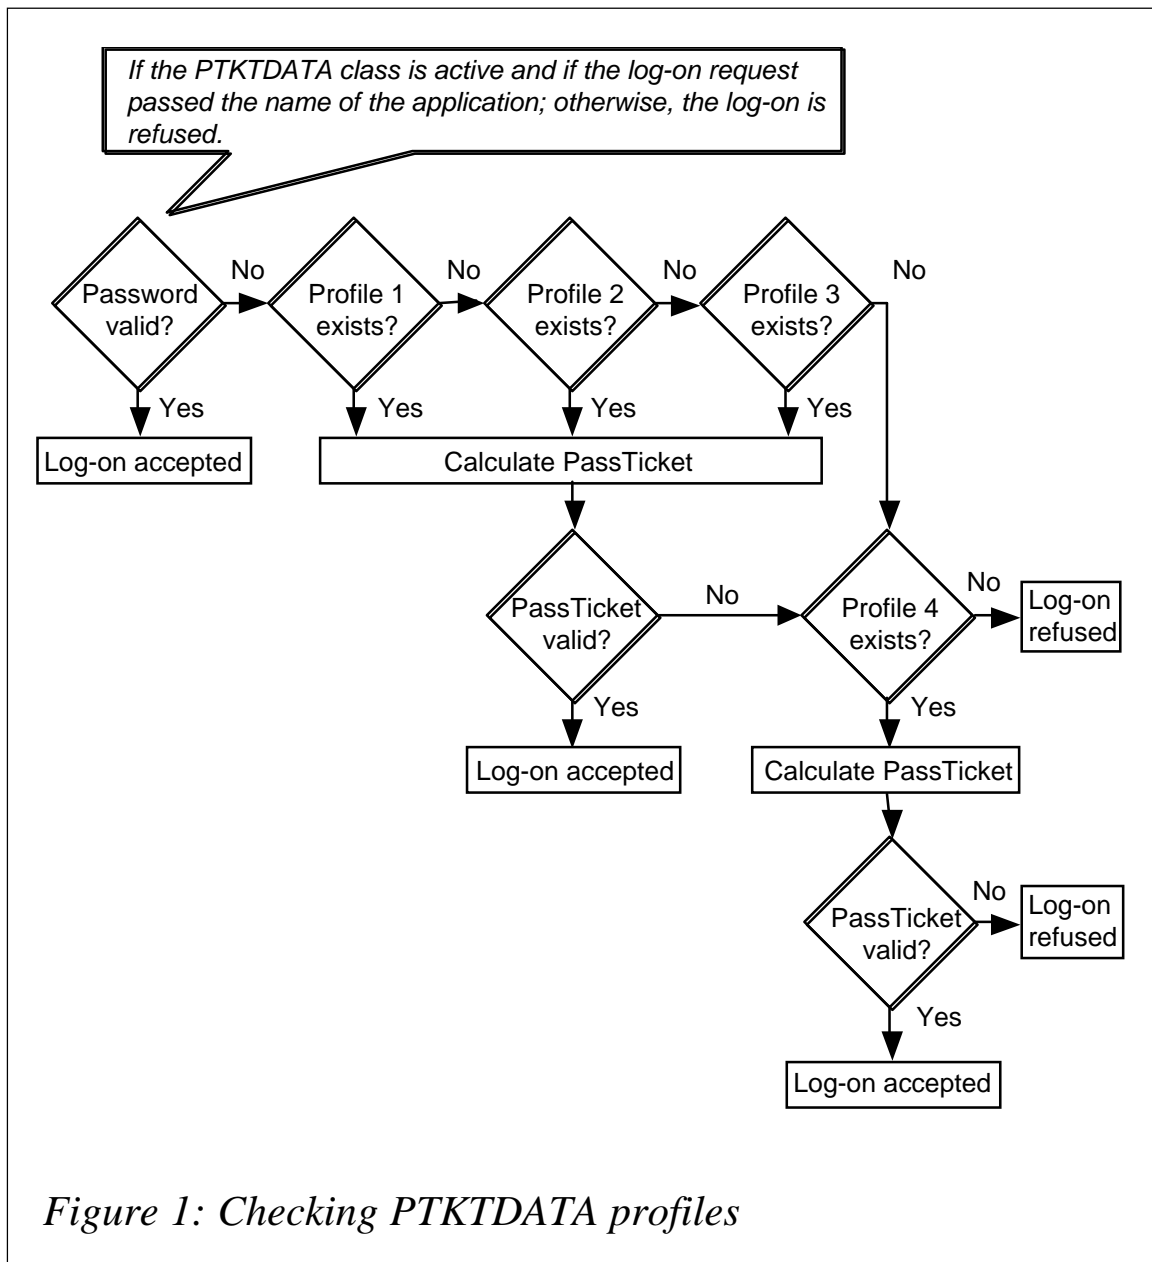 If the PTKTDATA class is active and if the log-on request
passed the name of the application; otherwise, the log-on is
refused.
No
No
No
No
Password
valid?
Profile 1
exists?
Profile 2
exists?
Profile 3
exists?
Yes
Yes
Yes
Yes
Log-on accepted
Calculate PassTicket
PassTicket
valid?
No
Profile 4
exists?
No
Log-on
refused
Yes
Yes
Log-on accepted
Calculate PassTicket
PassTicket
valid?
No
Log-on
refused
Yes
Log-on accepted
Figure 1: Checking PTKTDATA profiles